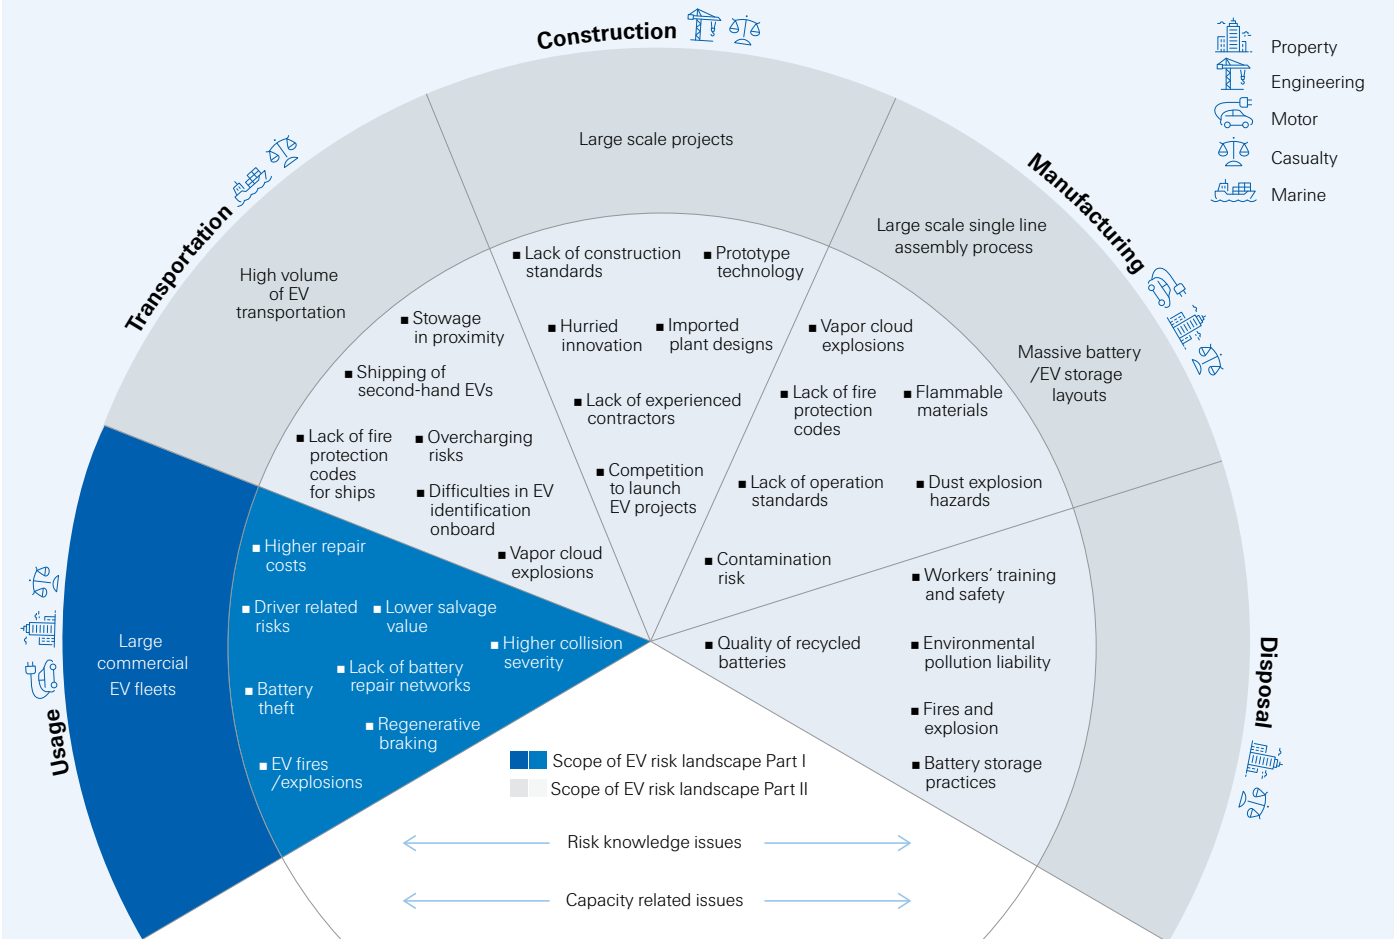 Construction
Property
Engineering
Motor
Casualty
Marine
Large scale projects
Manufacturing
Large scale single line
assembly process
Massive battery
/EV storage
layouts
Transportation
High volume
of EV
transportation
■ Lack of construction
standards
■ Prototype
technology
■ Hurried
innovation
■ Imported
plant designs
■ Lack of experienced
contractors
■ Competition
to launch
EV projects
■ Stowage
in proximity
■ Shipping of
second-hand EVs
■ Lack of fire
protection
codes
for ships
■ Overcharging
risks
■ Difficulties in EV
identification
onboard
■ Vapor cloud
explosions
■ Vapor cloud
explosions
■ Lack of fire
protection
codes
■ Flammable
materials
■ Lack of operation
standards
■ Dust explosion
hazards
■ Contamination
risk
Usage
Large
commercial
EV fleets
■ Higher repair
costs
■ Driver related
risks
■ Lower salvage
value
■ Higher collision
severity
■ Lack of battery
repair networks
■ Battery
theft
■ Regenerative
braking
■ EV fires
/explosions
Disposal
■ Workers’ training
and safety
■ Quality of recycled
batteries
■ Environmental
pollution liability
■ Fires and
explosion
■ Battery storage
practices
Scope of EV risk landscape Part I
Scope of EV risk landscape Part II
Risk knowledge issues
Capacity related issues